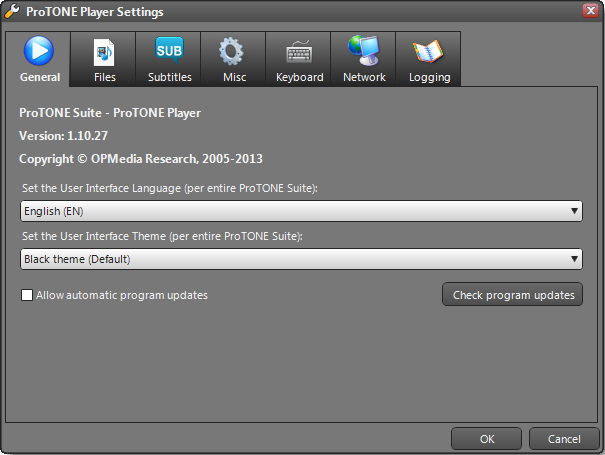 ProTONE Player Settings
SUB
General Files Subtitles Misc Keyboard Network Logging
ProTONE Suite - ProTONE Player
Version: 1.10.27
Copyright © OPMedia Research, 2005-2013
Set the User Interface Language (per entire ProTONE Suite):
English (EN)
Set the User Interface Theme (per entire ProTONE Suite):
Black theme (Default)
Allow automatic program updates Check program updates
OK Cancel